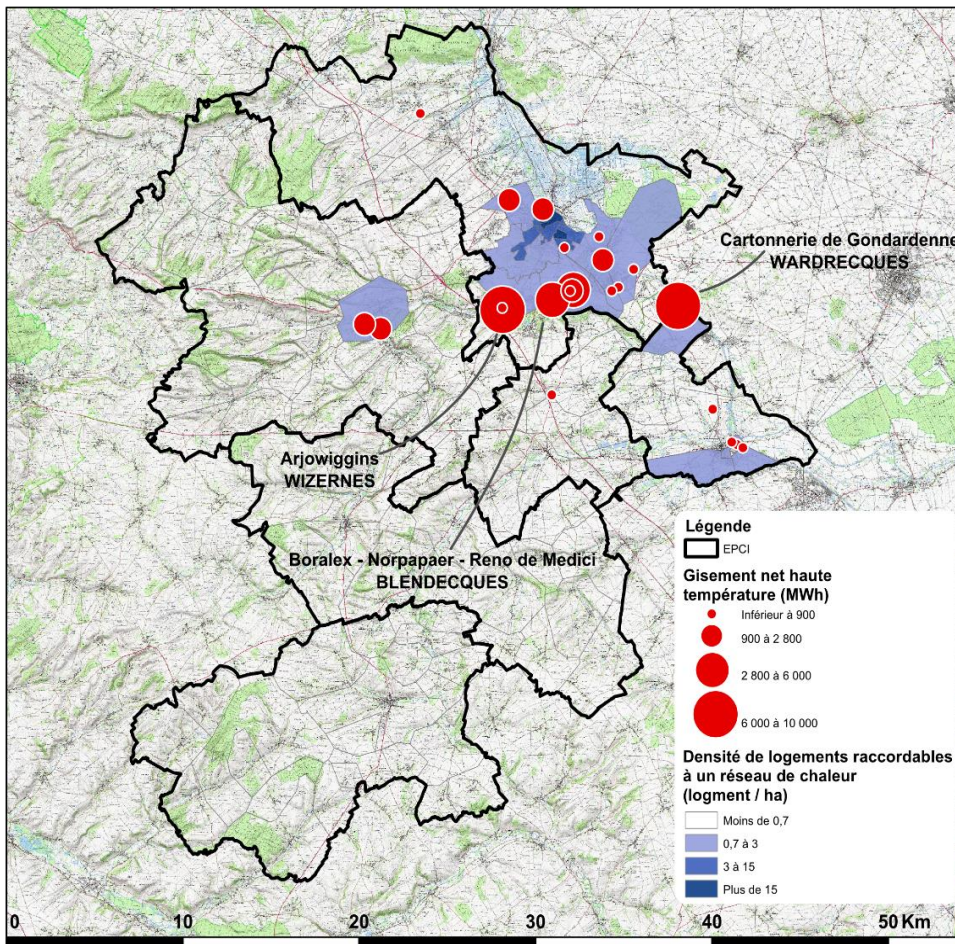 Cartonnerie de Gondardenne
WARDRECQUES
Arjowiggins
WIZERNES
Boralex - Norpapaer - Reno de Medici
BLENDECQUES
Légende
EPCI
Gisement net haute
température (MWh)
Inférieur à 900
900 à 2 800
2 800 à 6 000
6 000 à 10 000
Densité de logements raccordables
à un réseau de chaleur
(logment / ha)
Moins de 0,7
0,7 à 3
3 à 15
Plus de 15
0 10 20 30 40 50 Km